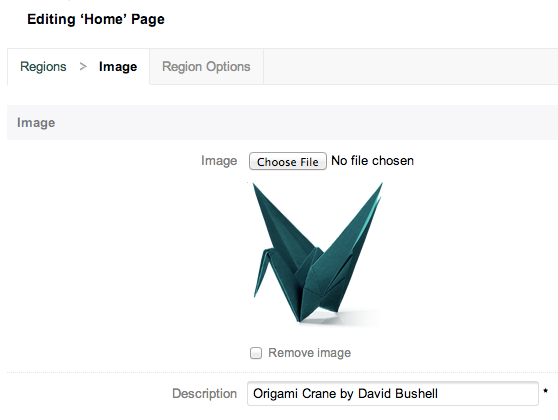 Editing ‘Home’ Page
Regions > Image Region Options
Image
Image Choose File No file chosen
Remove image
Description Origami Crane by David Bushell *